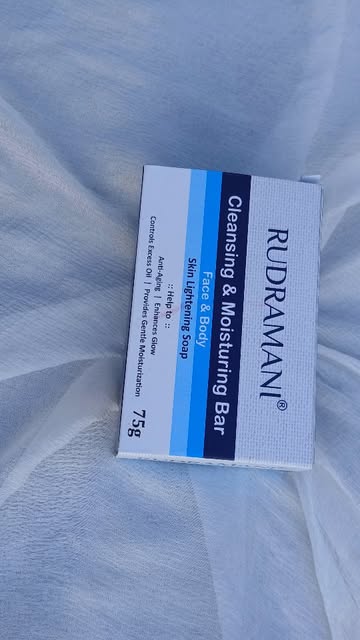 RUDRAMANI®
Cleansing & Moisturing Bar
Face & Body
Skin Lightening Soap
:: Help to ::
Anti-Aging | Enhances Glow
Controls Excess Oil | Provides Gentle Moisturization
75g